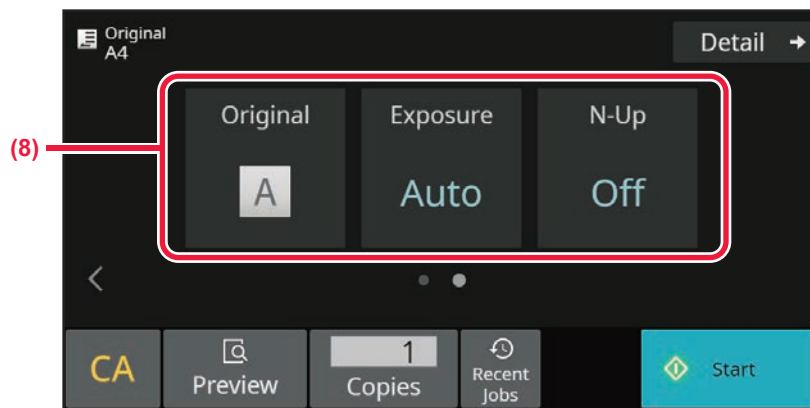 Original
A4
Detail
Original
Exposure
N-Up
(8)
A
Auto
Off
CA
Preview
1
Copies
Recent
Jobs
Start